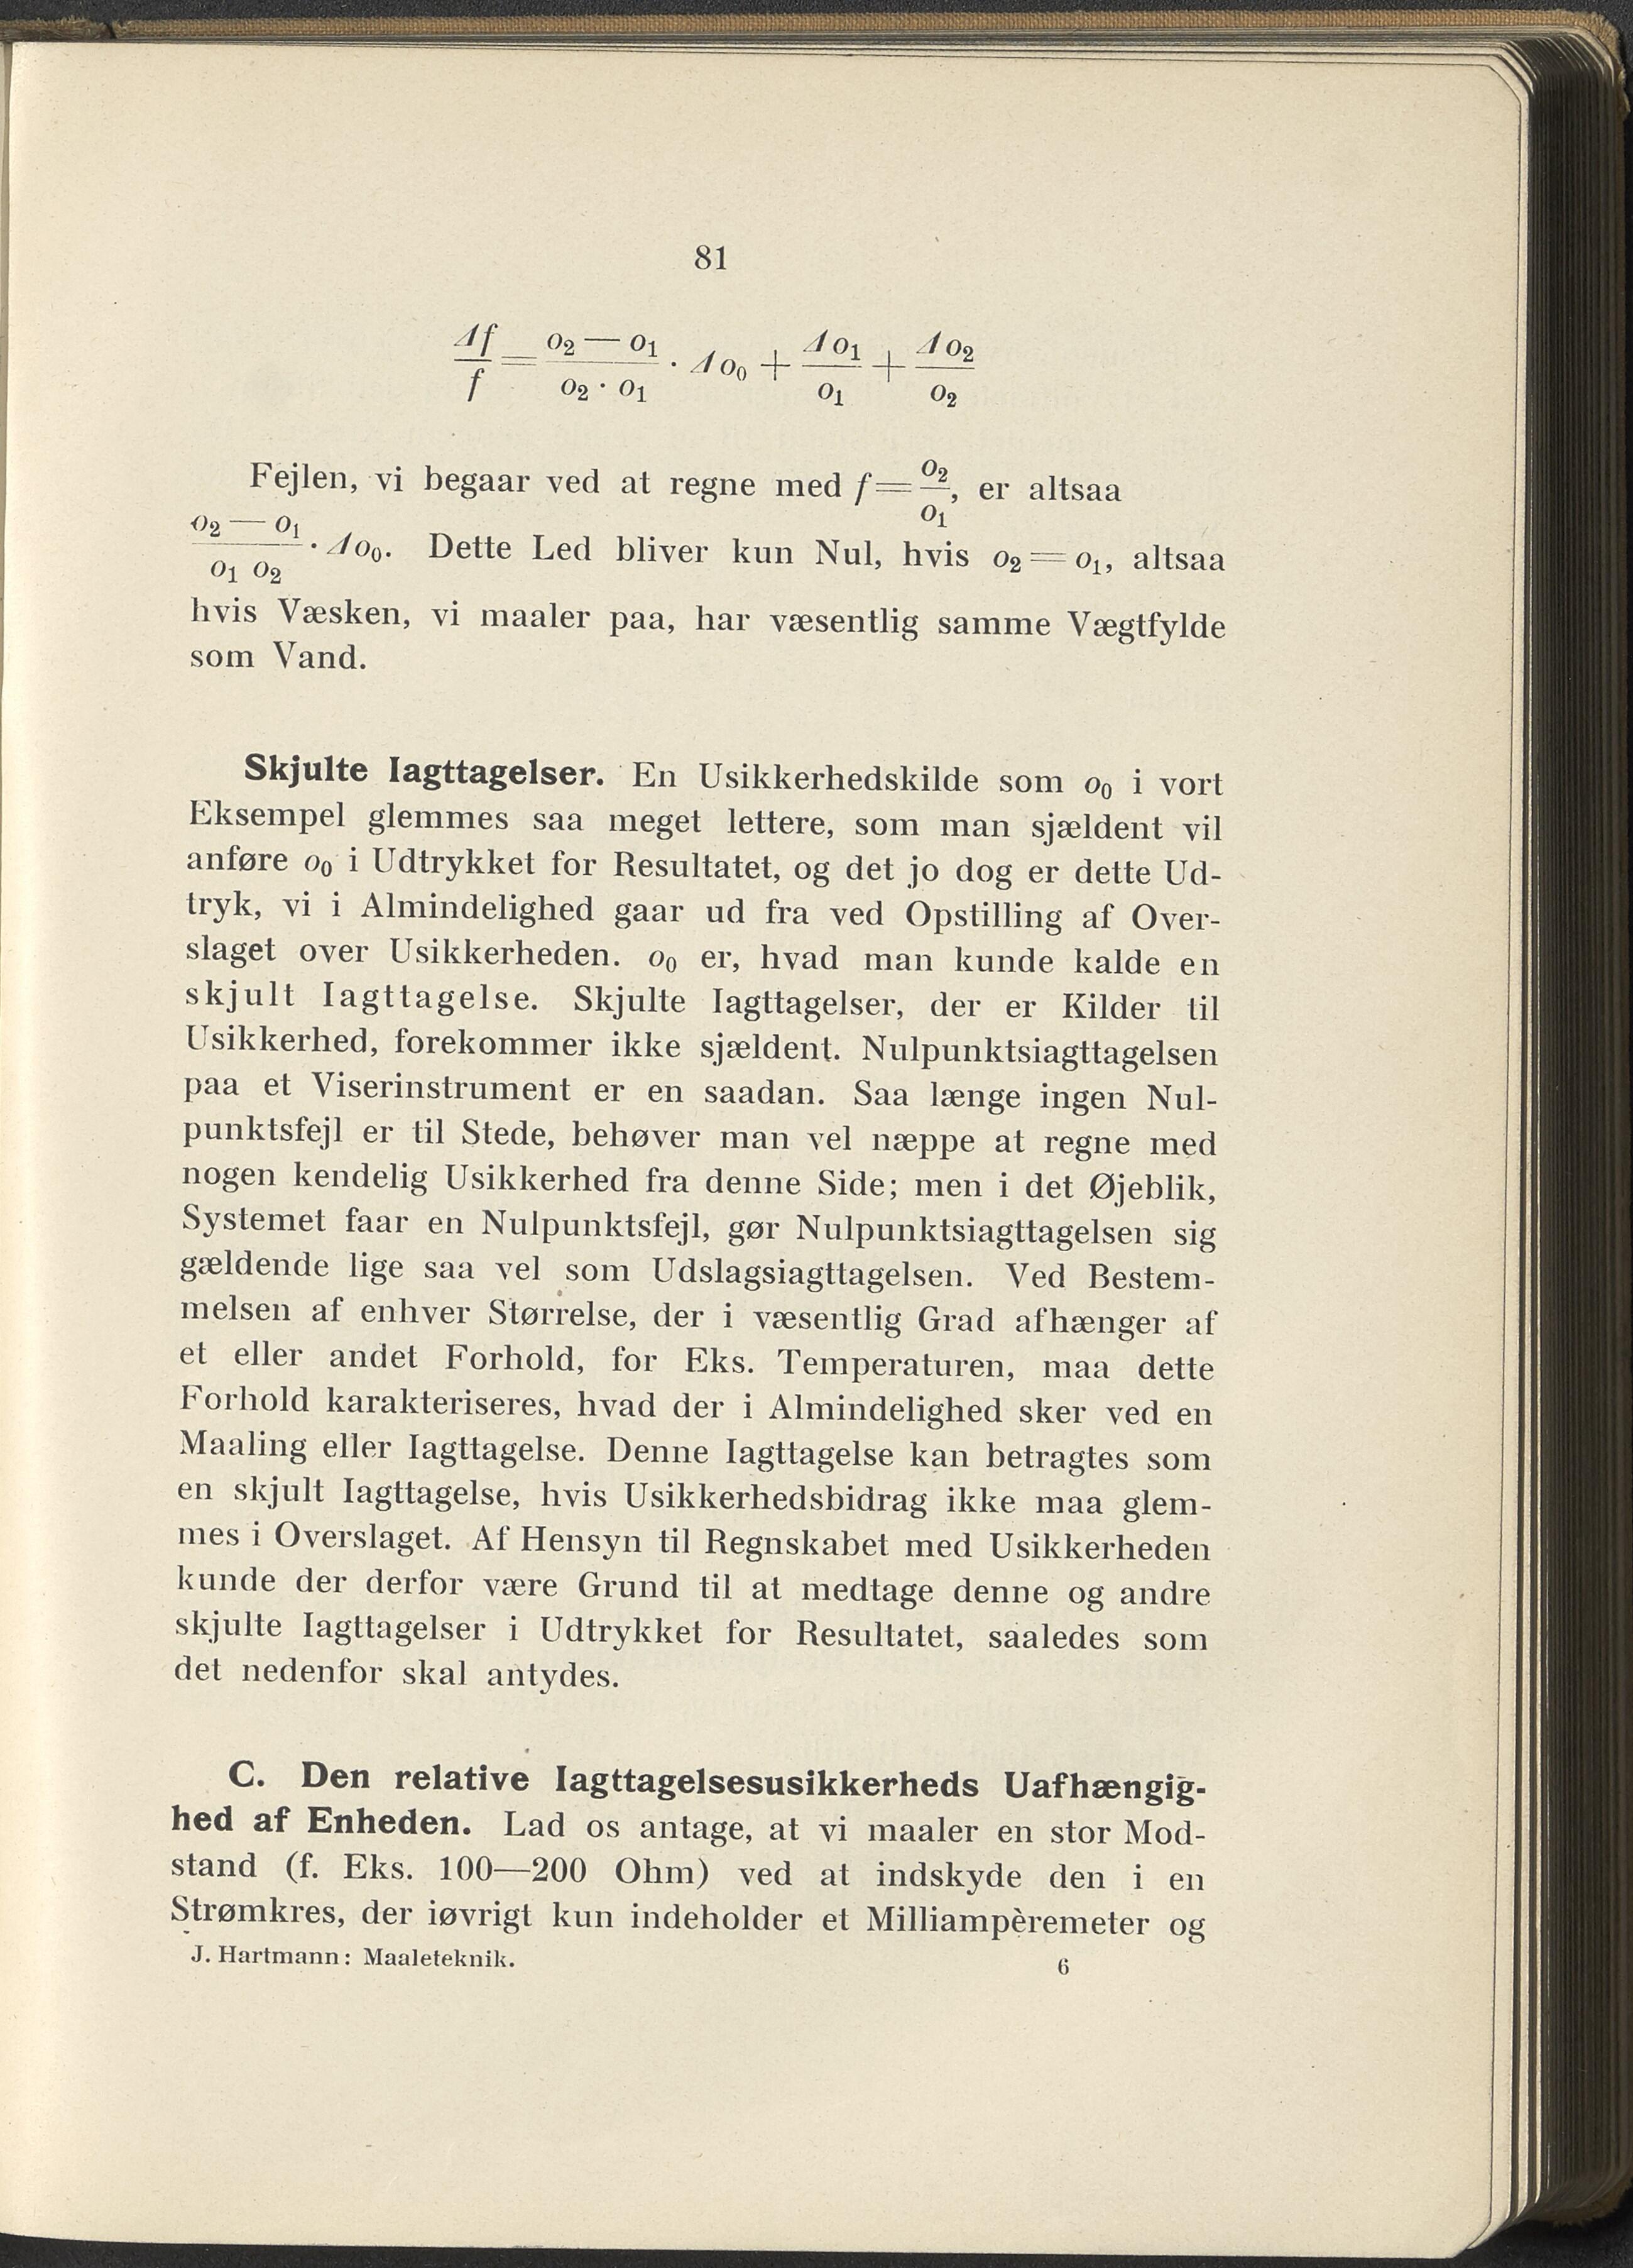 81
Δf/f = (o₂ — o₁)/(o₂ · o₁) · Δo₀ + Δo₁/o₁ + Δo₂/o₂
Fejlen, vi begaar ved at regne med f = o₂/o₁, er altsaa
(o₂ — o₁)/(o₁ o₂) · Δo₀. Dette Led bliver kun Nul, hvis o₂ = o₁, altsaa
hvis Væsken, vi maaler paa, har væsentlig samme Vægtfylde
som Vand.
Skjulte Iagttagelser. En Usikkerhedskilde som o₀ i vort
Eksempel glemmes saa meget lettere, som man sjældent vil
anføre o₀ i Udtrykket for Resultatet, og det jo dog er dette Ud-
tryk, vi i Almindelighed gaar ud fra ved Opstilling af Over-
slaget over Usikkerheden. o₀ er, hvad man kunde kalde en
skjult Iagttagelse. Skjulte Iagttagelser, der er Kilder til
Usikkerhed, forekommer ikke sjældent. Nulpunktsiagttagelsen
paa et Viserinstrument er en saadan. Saa længe ingen Nul-
punktsfejl er til Stede, behøver man vel næppe at regne med
nogen kendelig Usikkerhed fra denne Side; men i det Øjeblik,
Systemet faar en Nulpunktsfejl, gør Nulpunktsiagttagelsen sig
gældende lige saa vel som Udslagsiagttagelsen. Ved Bestem-
melsen af enhver Størrelse, der i væsentlig Grad afhænger af
et eller andet Forhold, for Eks. Temperaturen, maa dette
Forhold karakteriseres, hvad der i Almindelighed sker ved en
Maaling eller Iagttagelse. Denne Iagttagelse kan betragtes som
en skjult Iagttagelse, hvis Usikkerhedsbidrag ikke maa glem-
mes i Overslaget. Af Hensyn til Regnskabet med Usikkerheden
kunde der derfor være Grund til at medtage denne og andre
skjulte Iagttagelser i Udtrykket for Resultatet, saaledes som
det nedenfor skal antydes.
C. Den relative Iagttagelsesusikkerheds Uafhængig-
hed af Enheden. Lad os antage, at vi maaler en stor Mod-
stand (f. Eks. 100—200 Ohm) ved at indskyde den i en
Strømkres, der iøvrigt kun indeholder et Milliampèremeter og
J. Hartmann: Maaleteknik. 6